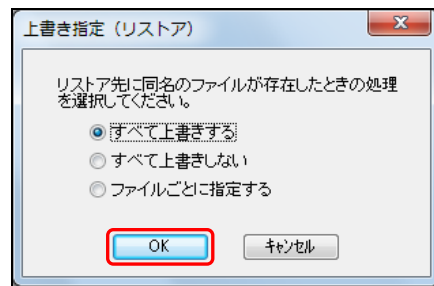 上書き指定（リストア）
リストア先に同名のファイルが存在したときの処理
を選択してください。
すべて上書きする
すべて上書きしない
ファイルごとに指定する
OK
キャンセル